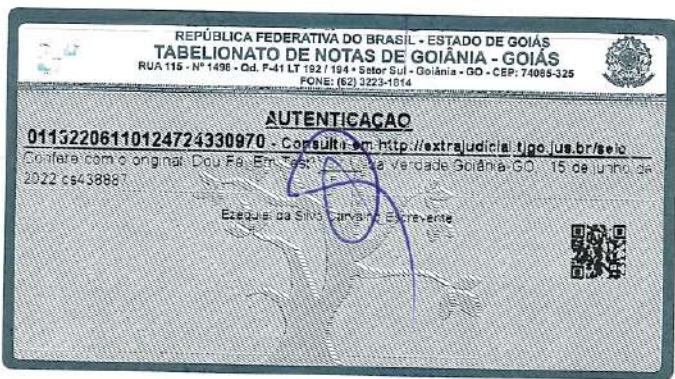 REPÚBLICA FEDERATIVA DO BRASIL - ESTADO DE GOIÁS
TABELIONATO DE NOTAS DE GOIÂNIA - GOIÁS
RUA 115 - Nº 1498 - Qd. F-41 LT 192 / 194 • Setor Sul - Goiânia - GO - CEP: 74085-325
FONE: (62) 3223-1814
AUTENTICAÇÃO
01132206110124724330970 - Consulte em http://extrajudicial.tjgo.jus.br/selo
Confere com o original. Dou Fé. Em da Verdade Goiânia-GO, 15 de junho de
2022 cs438887
Ezequiel da Silva Carvalho Escrevente